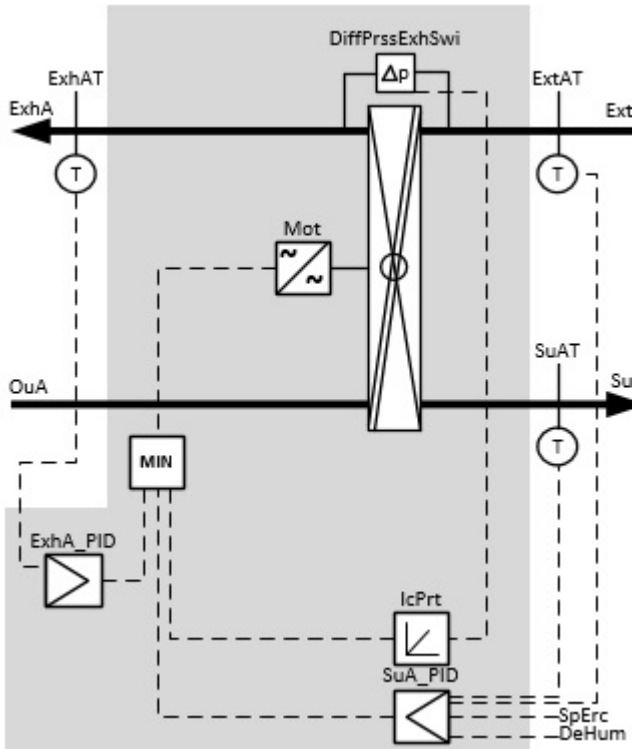 DiffPrssExhSwi
ExhAT
Δp
ExtAT
ExhA
Ext
T
T
Mot
~
~
OuA
SuAT
Su
MIN
T
ExhA_PID
IcPrt
SuA_PID
SpErc
DeHum